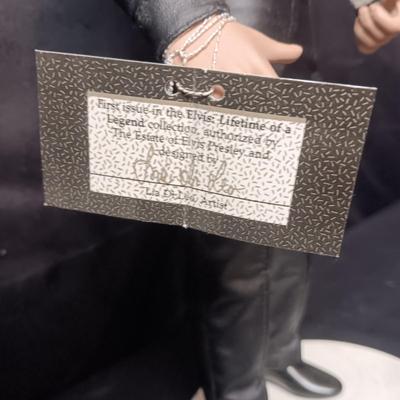 First issue in the Elvis: Lifetime of a
Legend collection, authorized by
The Estate of Elvis Presley and
designed by
Artist